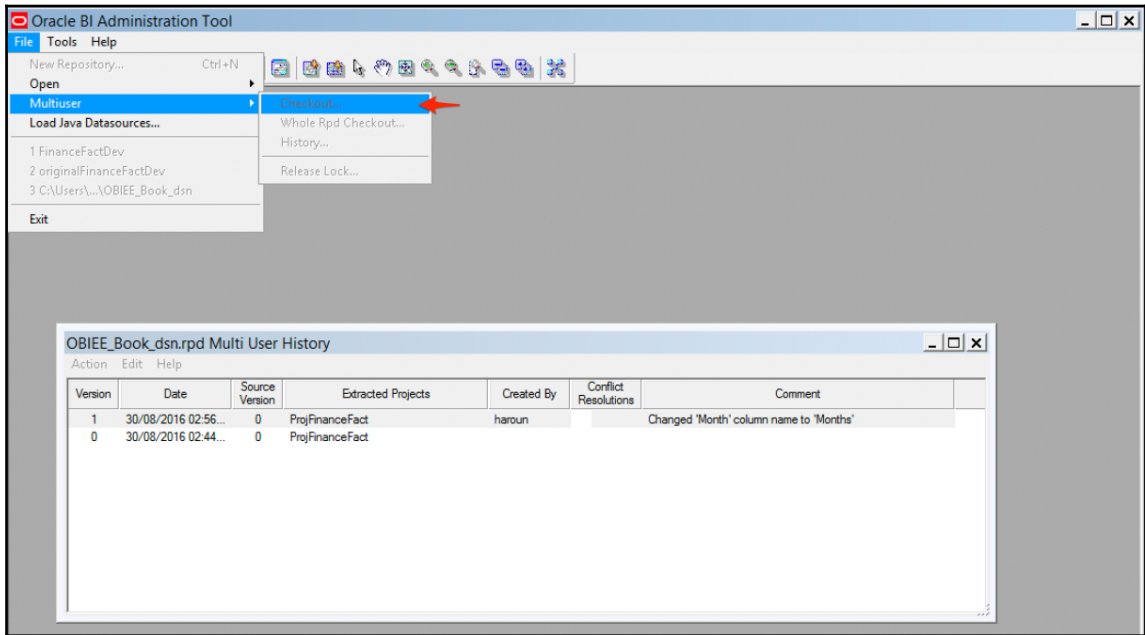 Oracle BI Administration Tool
File Tools Help
New Repository... Ctrl+N
Open
Multiuser
Checkout...
Load Java Datasources...
Whole Rpd Checkout...
History...
1 FinanceFactDev
2 originalFinanceFactDev
Release Lock...
3 C:\Users\...\OBIEE_Book_dsn
Exit
OBIEE_Book_dsn.rpd Multi User History
Action Edit Help
Version Date Source Version Extracted Projects Created By Conflict Resolutions Comment
1 30/08/2016 02:56... 0 ProjFinanceFact haroun Changed 'Month' column name to 'Months'
0 30/08/2016 02:44... 0 ProjFinanceFact